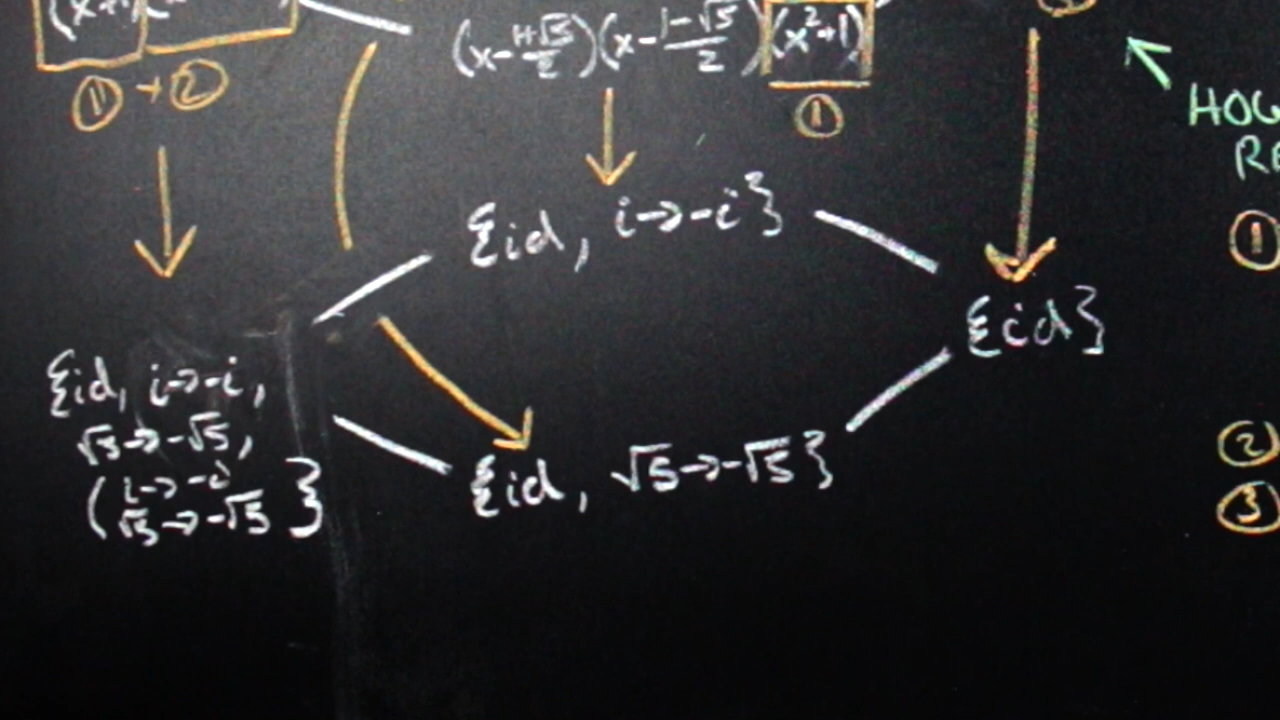 (x-1+√5/2)(x-1-√5/2)(x²+1)
① → ②
①
HOW
RE
①
{id, i→-i}
{id}
{id, i→-i,
√5→-√5,
(i→-i
√5→-√5}
{id, √5→-√5}
②
③